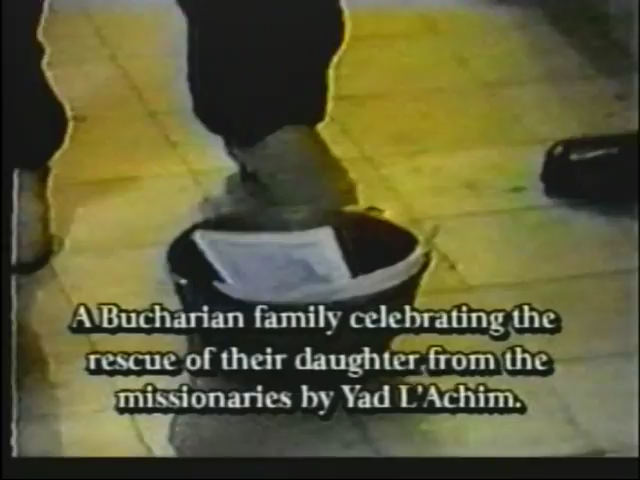 A Bucharian family celebrating the
rescue of their daughter from the
missionaries by Yad L'Achim.